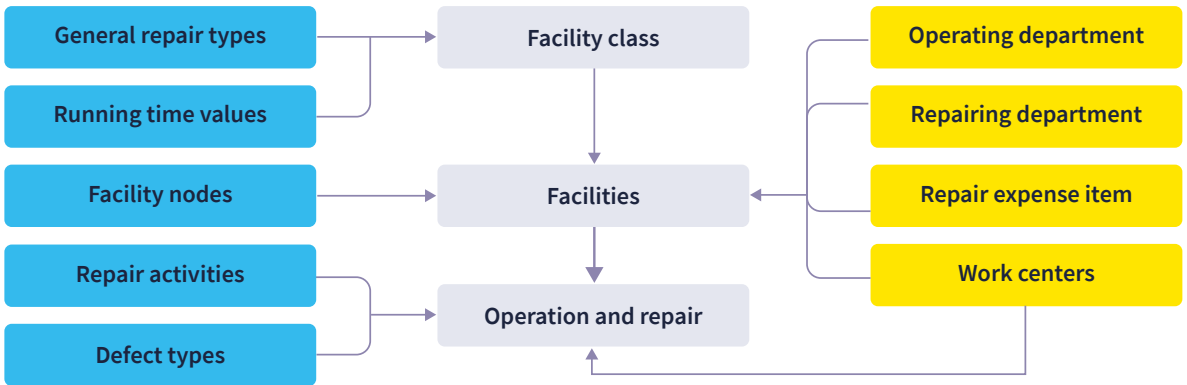 General repair types
Running time values
Facility nodes
Repair activities
Defect types
Facility class
Facilities
Operation and repair
Operating department
Repairing department
Repair expense item
Work centers